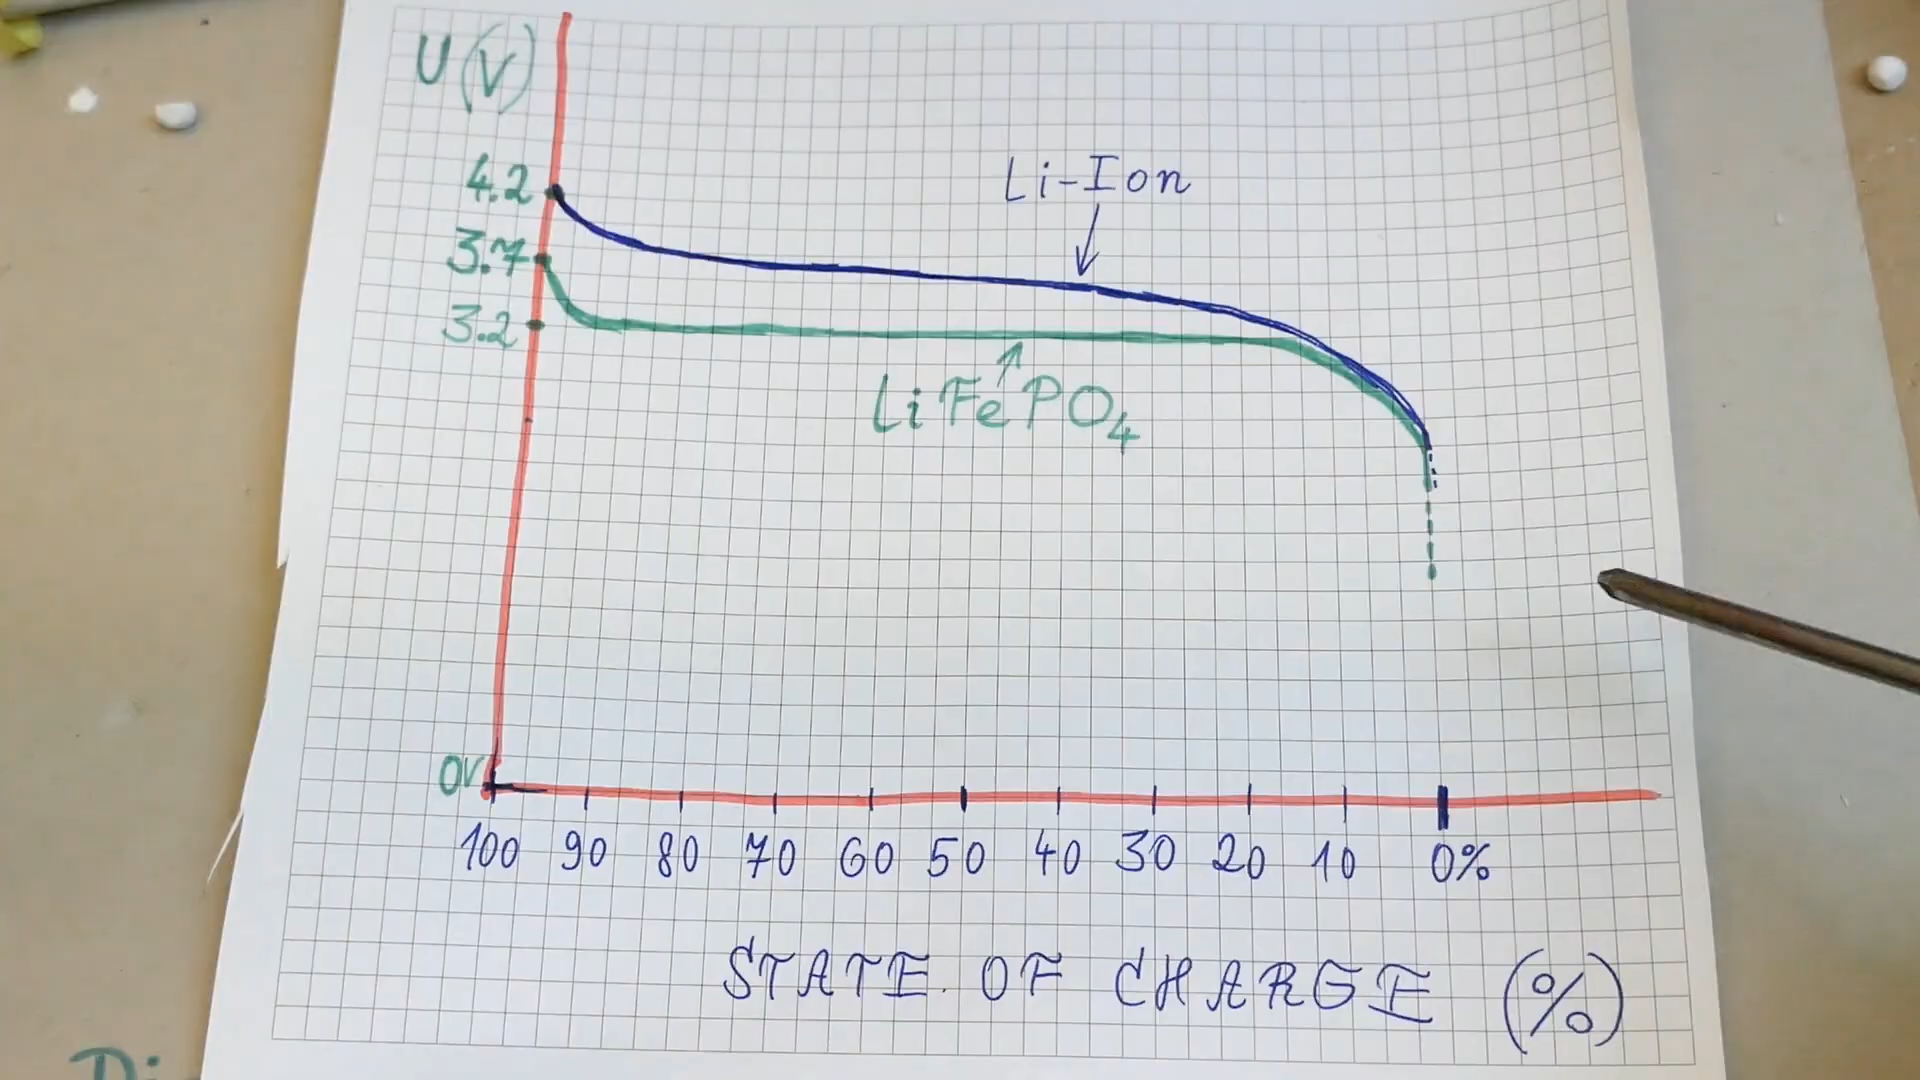 U(V)
4.2
Li-Ion
3.7
3.2
LiFePO₄
0V
100 90 80 70 60 50 40 30 20 10 0%
STATE OF CHARGE (%)